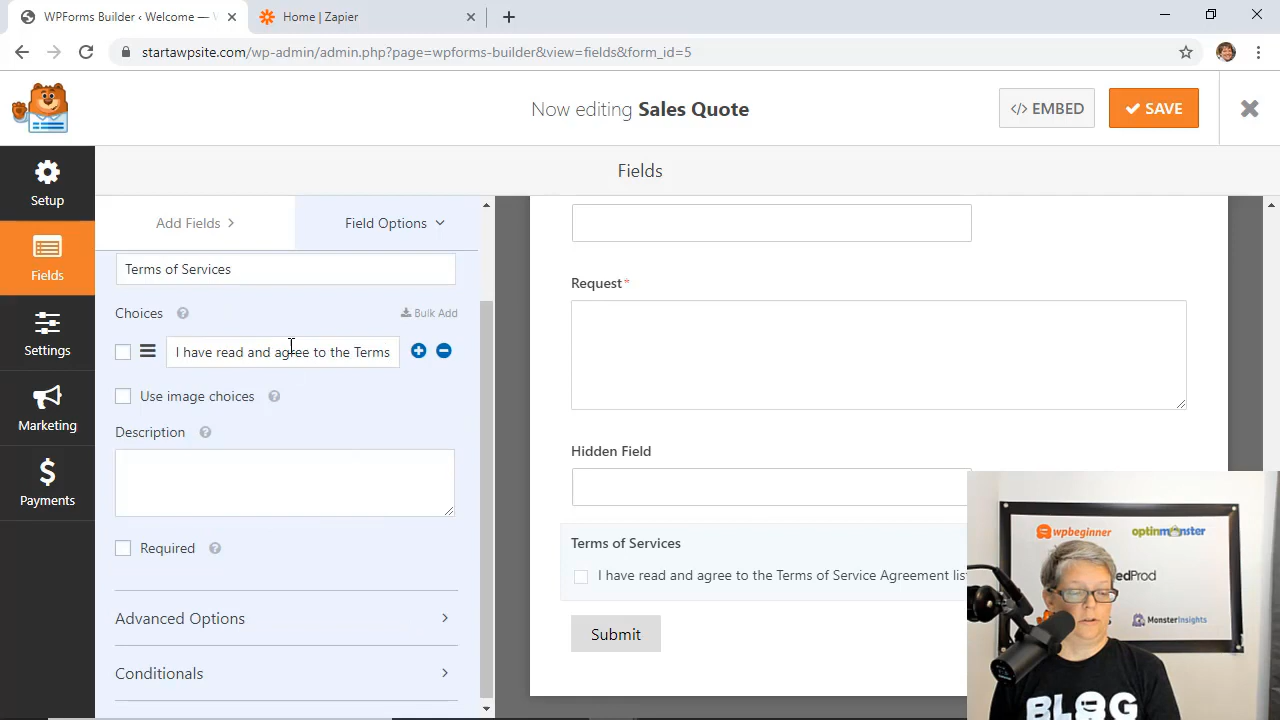 WPForms Builder ‹ Welcome —
Home | Zapier
startawpsite.com/wp-admin/admin.php?page=wpforms-builder&view=fields&form_id=5
Now editing Sales Quote
</> EMBED
SAVE
Setup
Fields
Settings
Marketing
Payments
Fields
Add Fields
Field Options
Terms of Services
Choices
Bulk Add
I have read and agree to the Terms
Use image choices
Description
Required
Advanced Options
Conditionals
Request*
Hidden Field
Terms of Services
I have read and agree to the Terms of Service Agreement lis
Submit
wpbeginner
optinmonster
edProd
MonsterInsights
BLOG